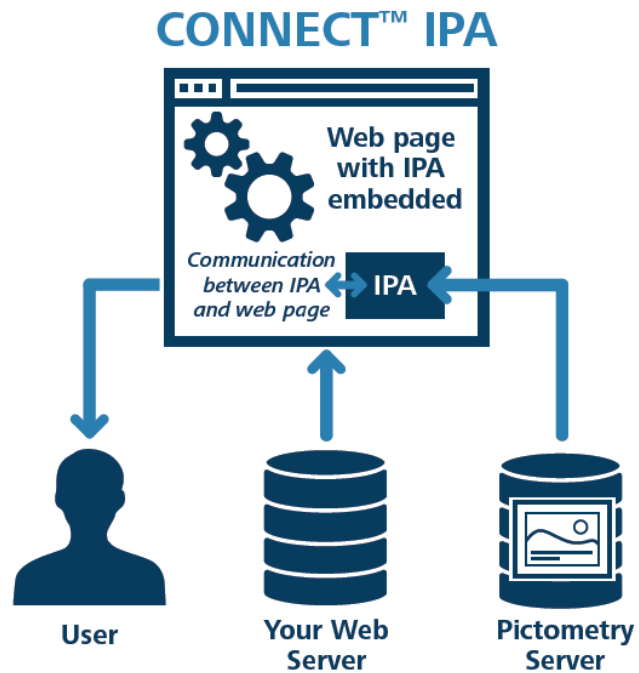 CONNECT™ IPA
Web page
with IPA
embedded
Communication
between IPA
and web page
IPA
User
Your Web
Server
Pictometry
Server